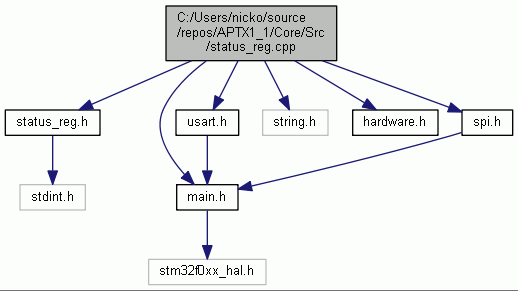 C:/Users/nicko/source
/repos/APTX1_1/Core/Src
/status_reg.cpp
status_reg.h
usart.h
string.h
hardware.h
spi.h
stdint.h
main.h
stm32f0xx_hal.h